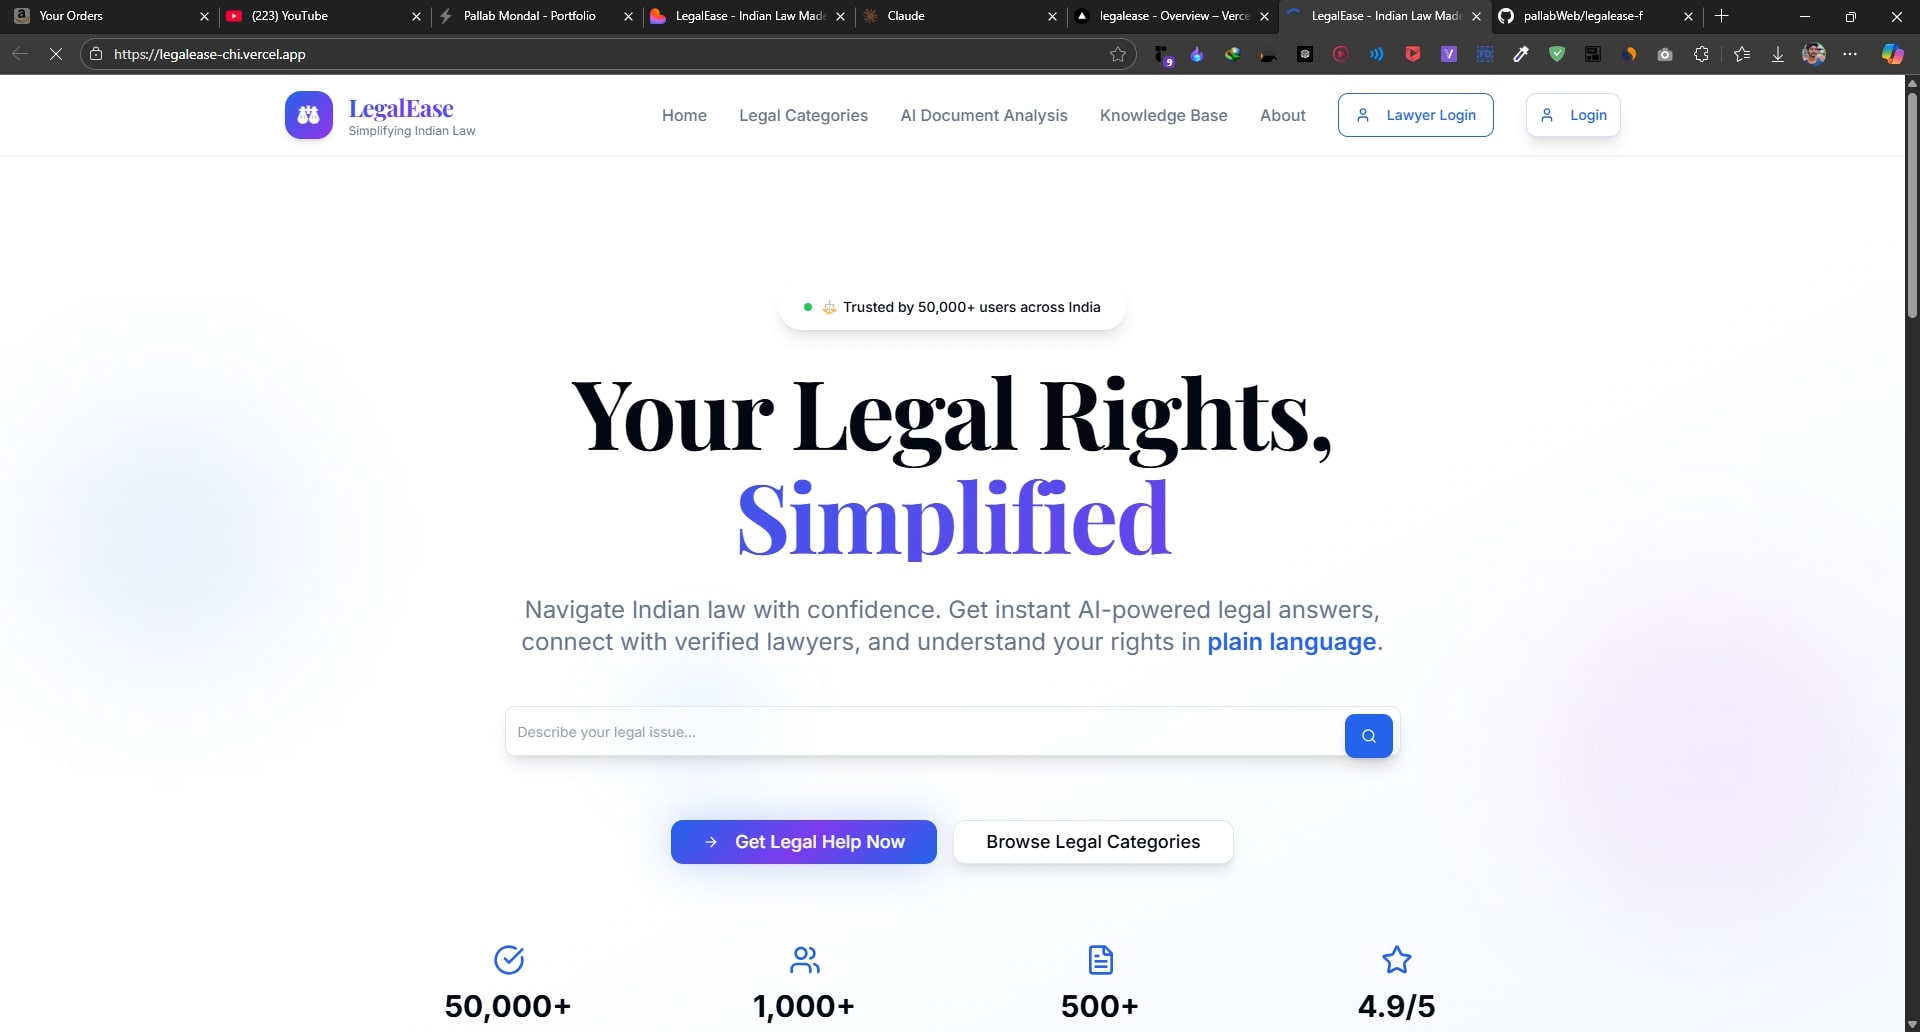 Your Orders
(223) YouTube
Pallab Mondal - Portfolio
LegalEase - Indian Law Made
Claude
legalease - Overview – Verce
LegalEase - Indian Law Made
pallabWeb/legalease-f
https://legalease-chi.vercel.app
9
LegalEase
Simplifying Indian Law
Home
Legal Categories
AI Document Analysis
Knowledge Base
About
Lawyer Login
Login
Trusted by 50,000+ users across India
Your Legal Rights,
Simplified
Navigate Indian law with confidence. Get instant AI-powered legal answers,
connect with verified lawyers, and understand your rights in plain language.
Describe your legal issue...
Get Legal Help Now
Browse Legal Categories
50,000+
1,000+
500+
4.9/5